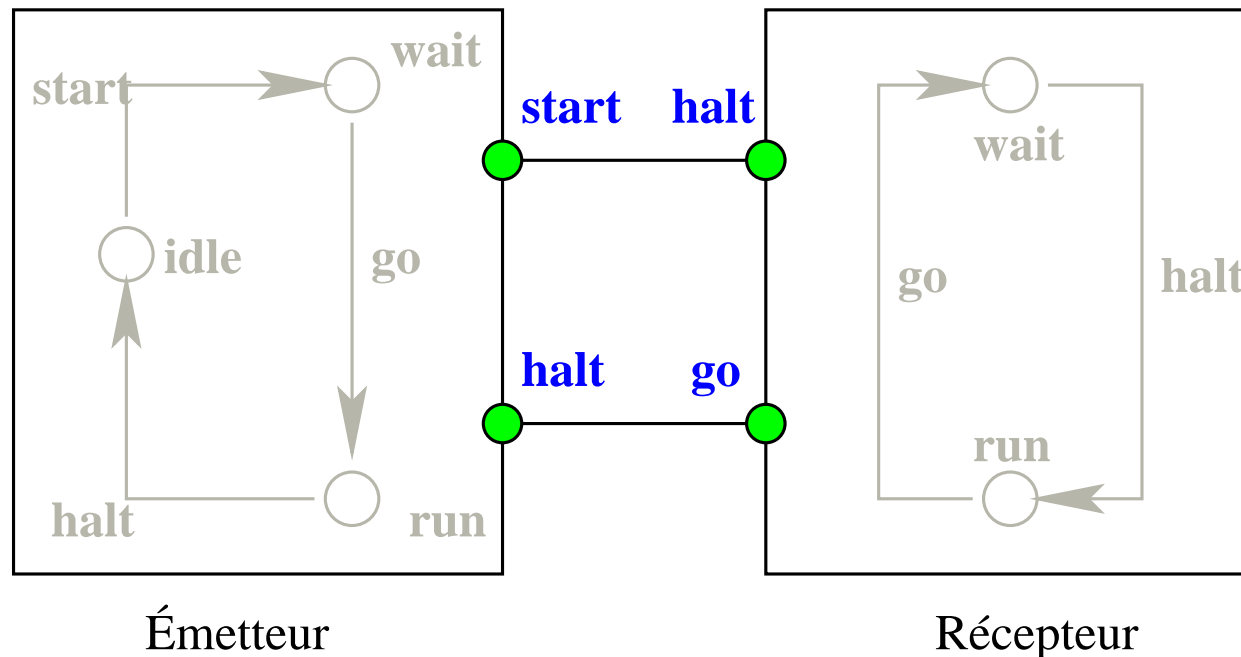 wait
start
start halt
wait
idle
go
go
halt
halt go
run
halt
run
Émetteur
Récepteur